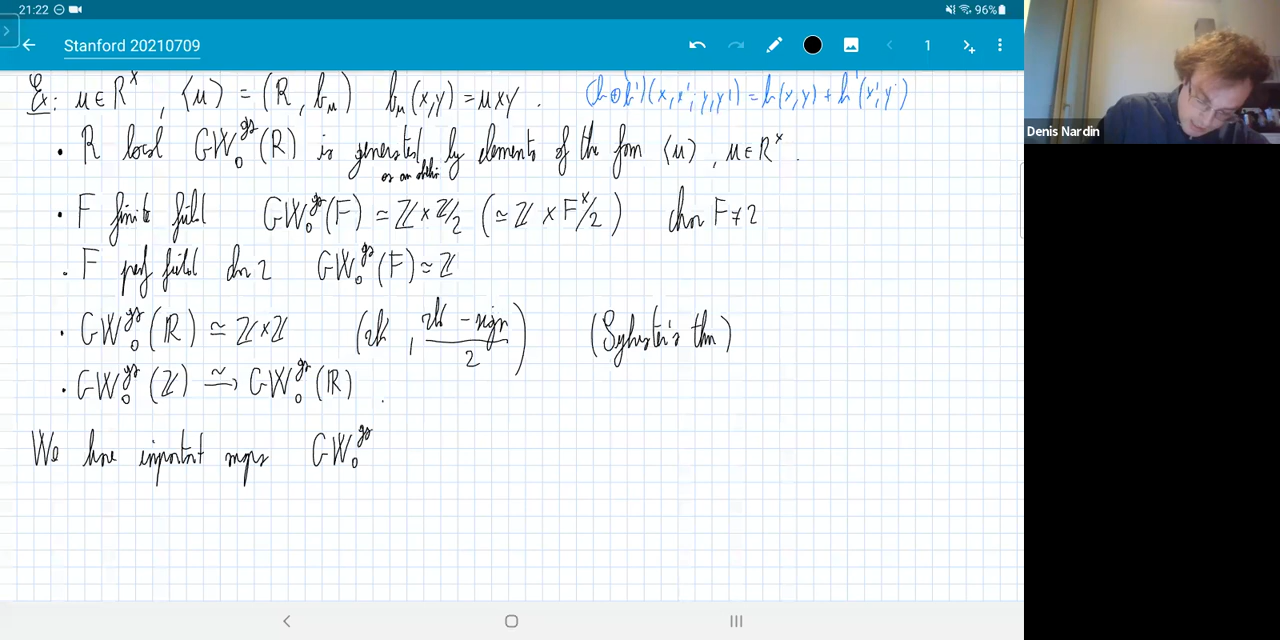 21:22
96%
Stanford 20210709
1
Ex: u ∈ R^×, ⟨u⟩ = (R, b_u) b_u(x,y) = uxy. (b⊕b')(x,x';y,y') = b(x,y) + b'(x',y')
• R local GW_0^gs(R) is generated by elements of the form ⟨u⟩, u ∈ R^×.
as an
• F finite field GW_0^gs(F) ≃ Z × Z/2 (≃ Z × F^×/2) char F ≠ 2
• F perf field char 2 GW_0^gs(F) ≃ Z
• GW_0^gs(R) ≅ Z × Z (rk, (rk - sign)/2) (Sylvester's thm)
• GW_0^gs(Z) ≃→ GW_0^gs(R).
We have important maps GW_0^gs
Denis Nardin